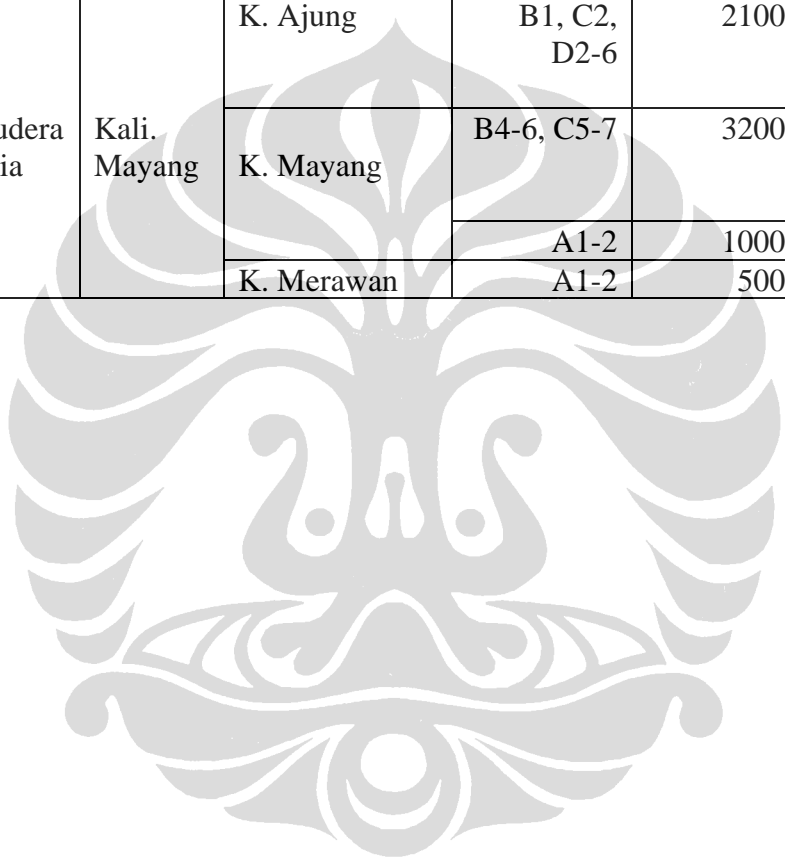 K. Ajung B1, C2, 2100
D2-6
udera Kali. B4-6, C5-7 3200
ia Mayang K. Mayang
A1-2 1000
K. Merawan A1-2 500